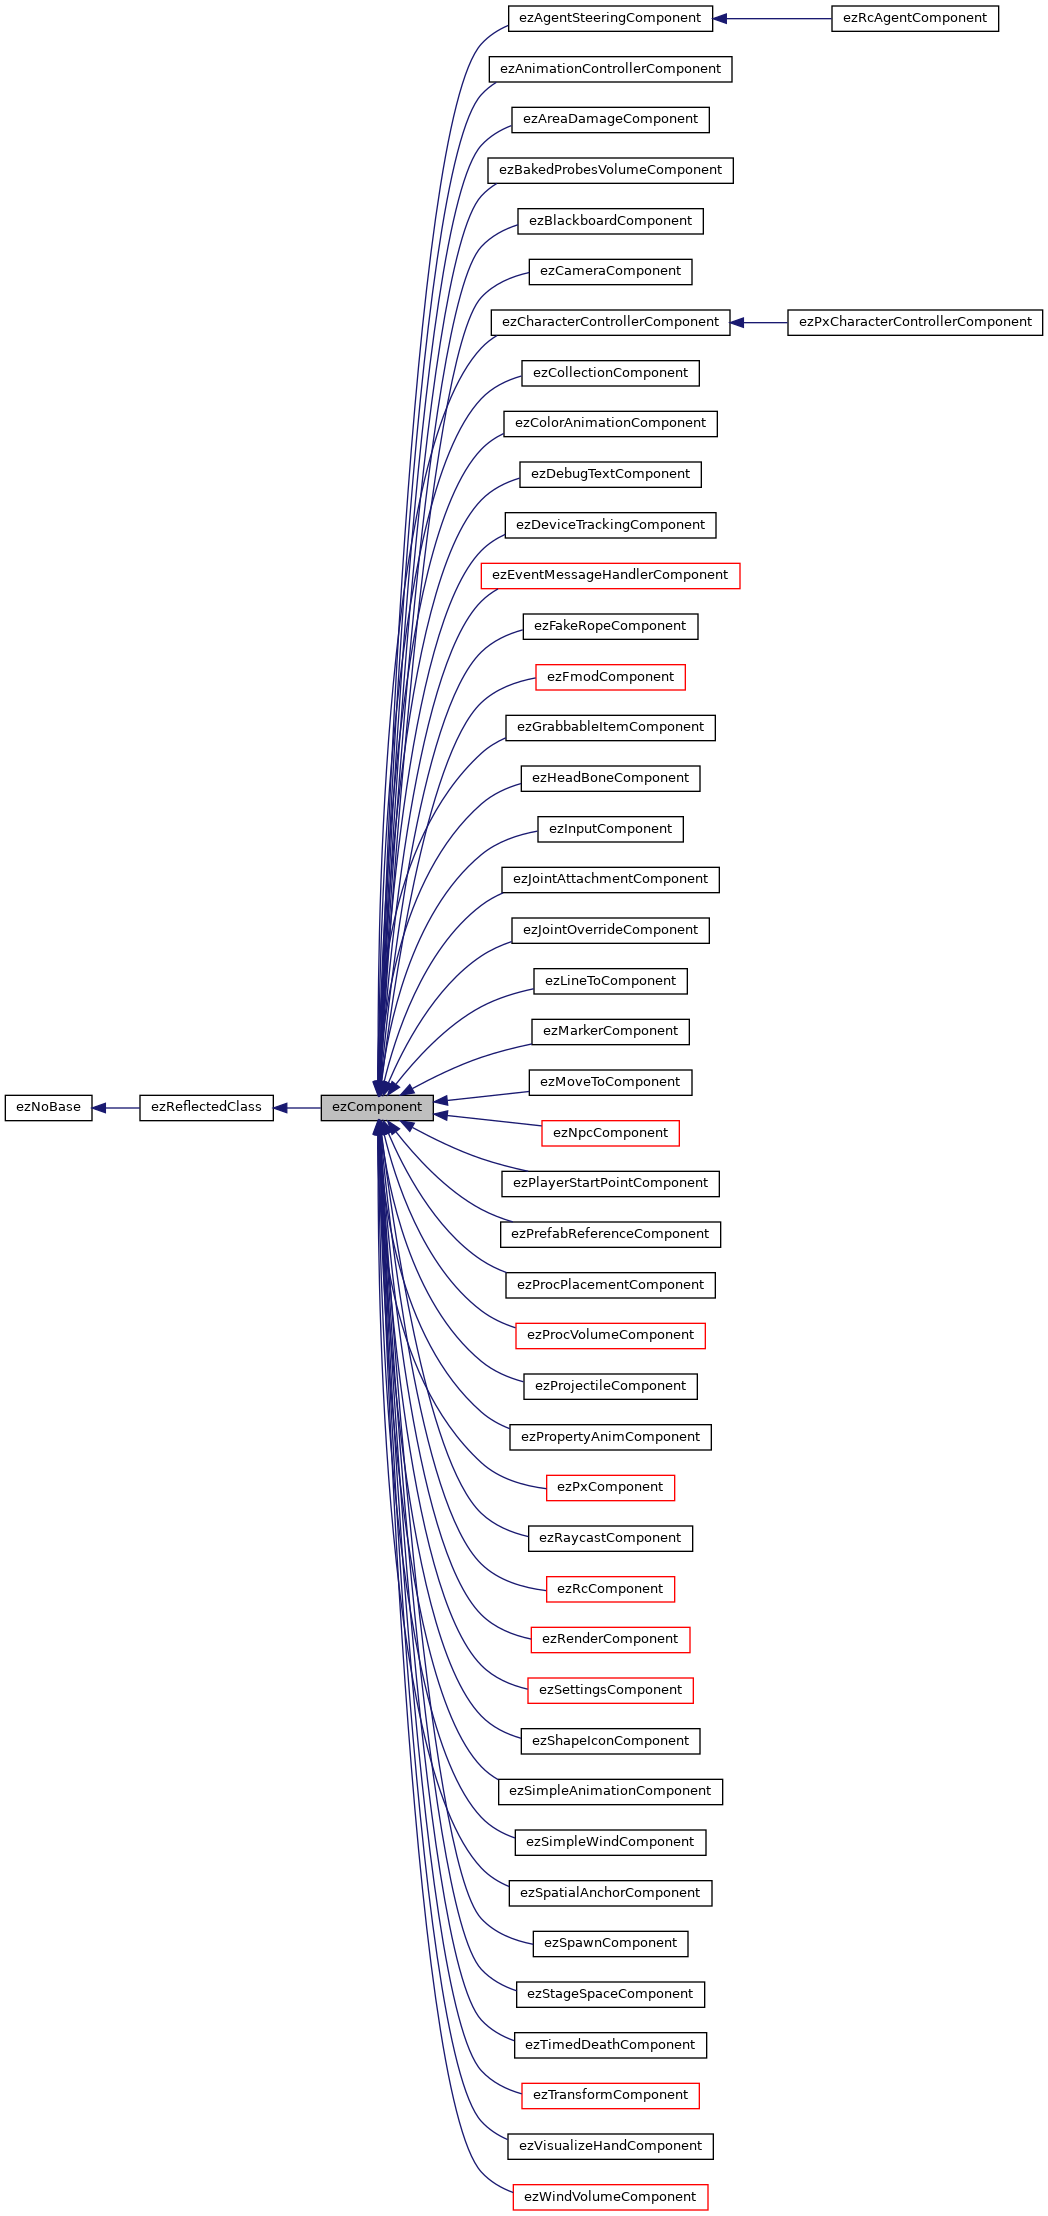 ezAgentSteeringComponent
ezRcAgentComponent
ezAnimationControllerComponent
ezAreaDamageComponent
ezBakedProbesVolumeComponent
ezBlackboardComponent
ezCameraComponent
ezCharacterControllerComponent
ezPxCharacterControllerComponent
ezCollectionComponent
ezColorAnimationComponent
ezDebugTextComponent
ezDeviceTrackingComponent
ezEventMessageHandlerComponent
ezFakeRopeComponent
ezFmodComponent
ezGrabbableItemComponent
ezHeadBoneComponent
ezInputComponent
ezJointAttachmentComponent
ezJointOverrideComponent
ezLineToComponent
ezMarkerComponent
ezMoveToComponent
ezNoBase
ezReflectedClass
ezComponent
ezNpcComponent
ezPlayerStartPointComponent
ezPrefabReferenceComponent
ezProcPlacementComponent
ezProcVolumeComponent
ezProjectileComponent
ezPropertyAnimComponent
ezPxComponent
ezRaycastComponent
ezRcComponent
ezRenderComponent
ezSettingsComponent
ezShapeIconComponent
ezSimpleAnimationComponent
ezSimpleWindComponent
ezSpatialAnchorComponent
ezSpawnComponent
ezStageSpaceComponent
ezTimedDeathComponent
ezTransformComponent
ezVisualizeHandComponent
ezWindVolumeComponent